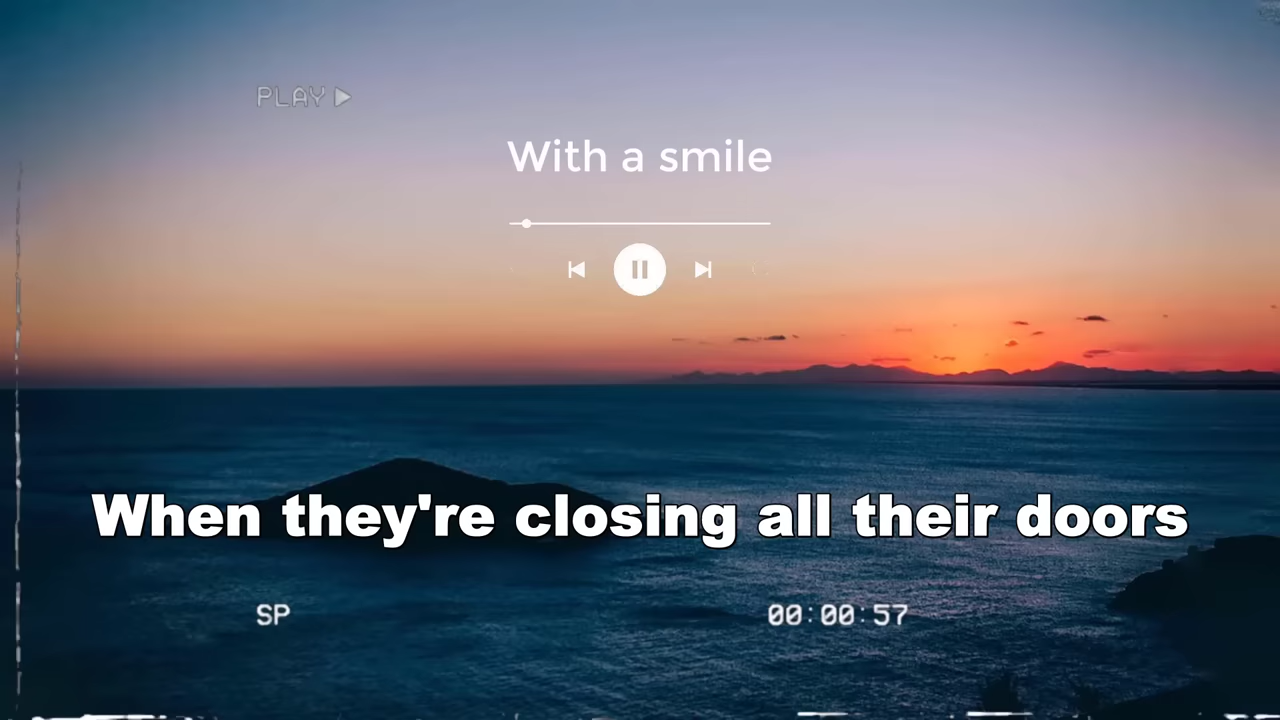 PLAY
With a smile
When they're closing all their doors
SP
00:00:57